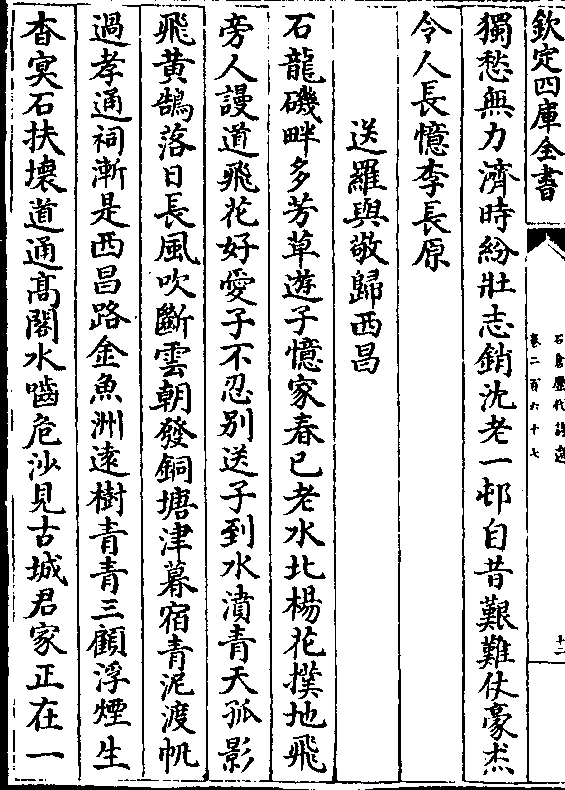 欽定四庫全書
石倉歷代詩選
卷二百六十七
十二
獨愁無力濟時紛壯志銷沈老一邨自昔艱難仗豪杰
令人長憶李長原
送羅與敬歸西昌
石龍磯畔多芳草遊子憶家春已老水北楊花撲地飛
旁人謾道飛花好愛子不忍別送子到水濆青天孤影
飛黃鵠落日長風吹斷雲朝發銅塘津暮宿青泥渡帆
過孝通祠漸是西昌路金魚洲遠樹青青三顧浮煙生
杳冥石扶壞道通髙閣水嚙危沙見古城君家正在一